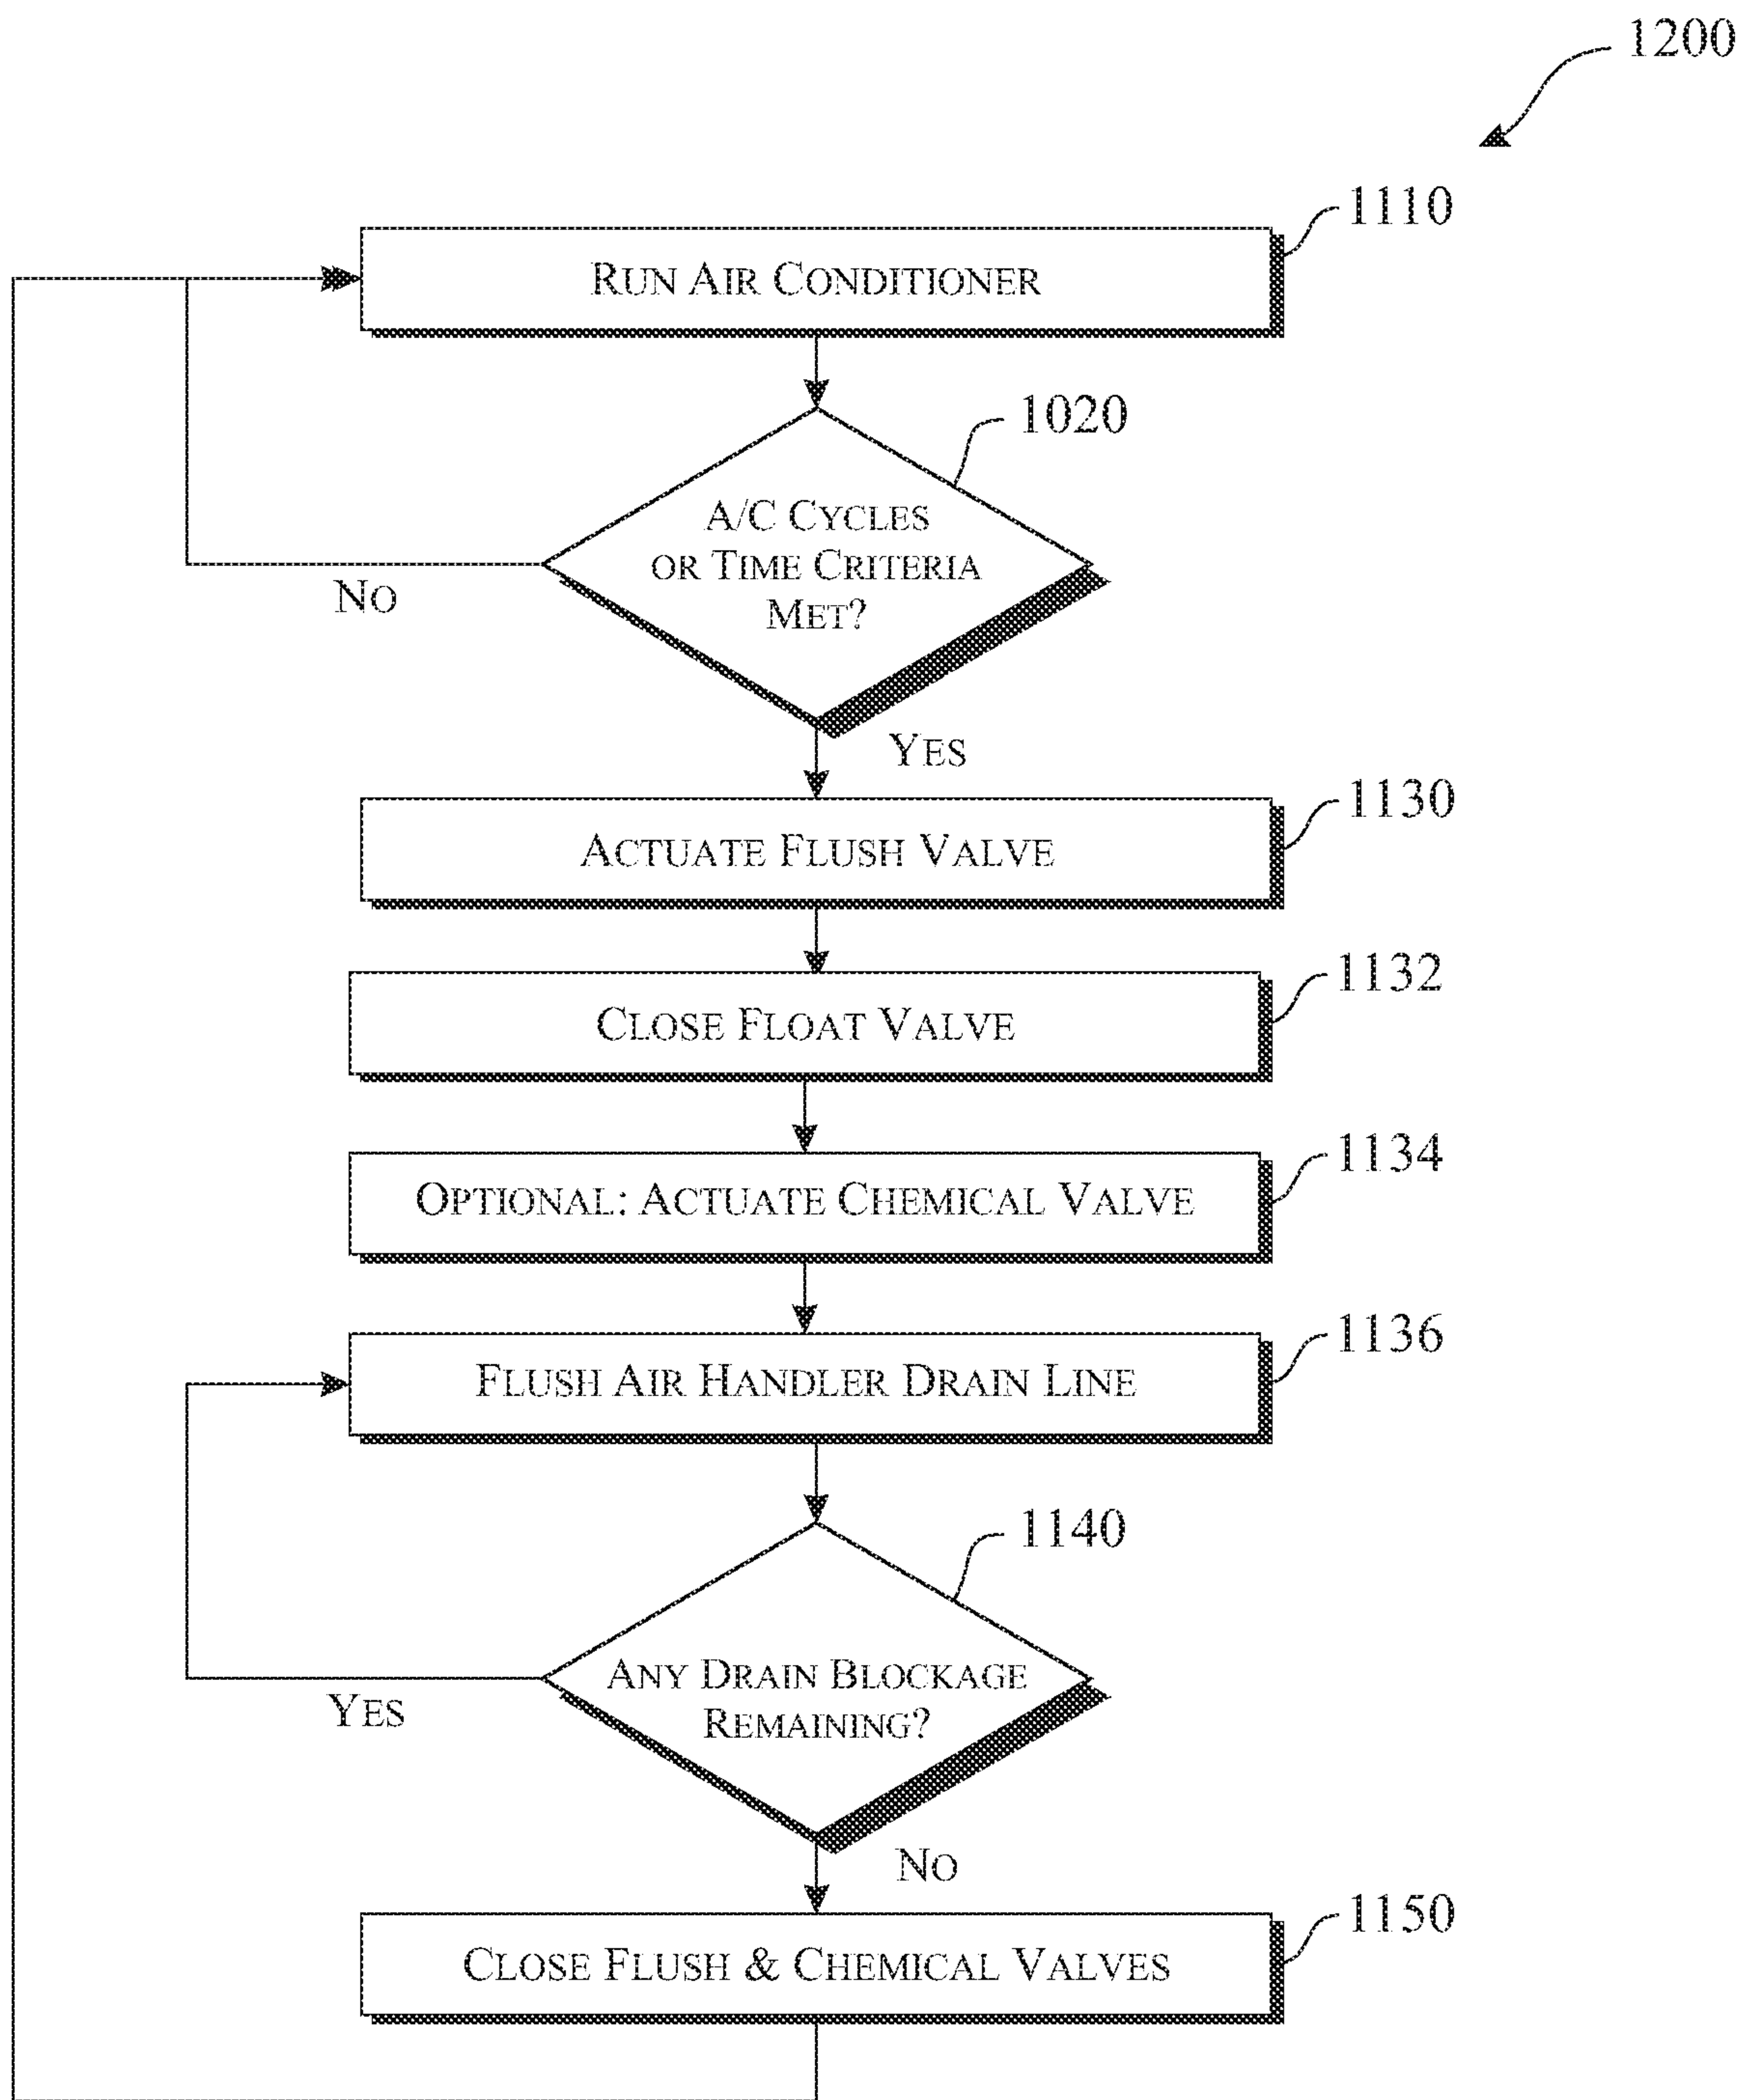 1200
1110
RUN AIR CONDITIONER
1020
A/C CYCLES
OR TIME CRITERIA
MET?
NO
YES
1130
ACTUATE FLUSH VALVE
1132
CLOSE FLOAT VALVE
1134
OPTIONAL: ACTUATE CHEMICAL VALVE
1136
FLUSH AIR HANDLER DRAIN LINE
1140
ANY DRAIN BLOCKAGE
REMAINING?
YES
NO
1150
CLOSE FLUSH & CHEMICAL VALVES